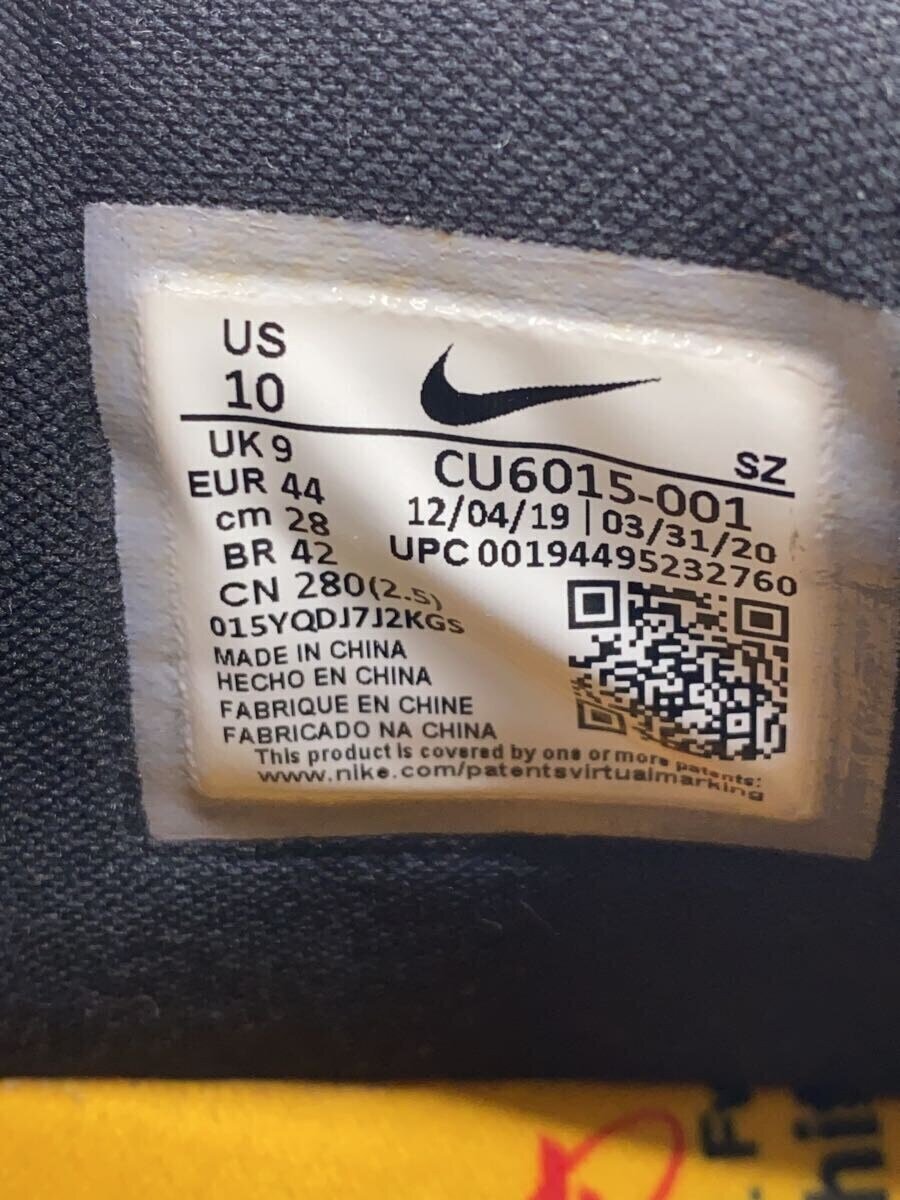 US
10
UK 9
EUR 44
cm 28
BR 42
CN 280(2.5)
SZ
CU6015-001
12/04/19 | 03/31/20
UPC 00194495232760
015YQDJ7J2KGS
MADE IN CHINA
HECHO EN CHINA
FABRIQUE EN CHINE
FABRICADO NA CHINA
This product is covered by one or more patents:
www.nike.com/patentsvirtualmarking